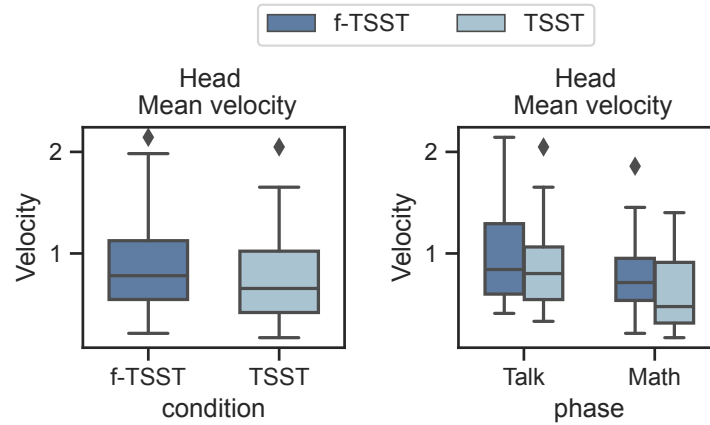 f-TSST TSST
Head
Mean velocity
Velocity
2
1
f-TSST TSST
condition
Head
Mean velocity
Velocity
2
1
Talk Math
phase